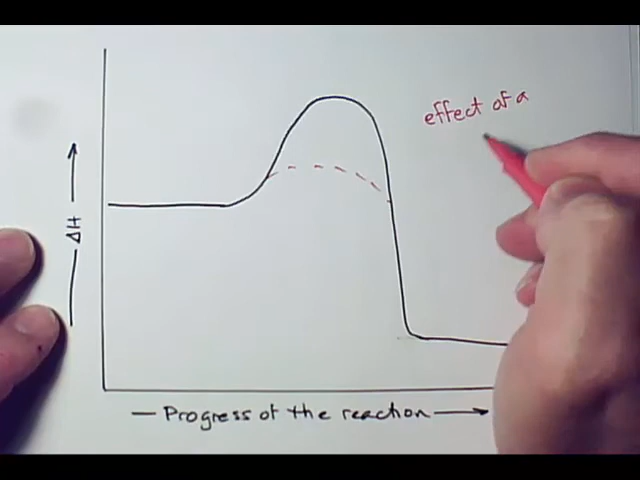 effect of a
ΔH
Progress of the reaction